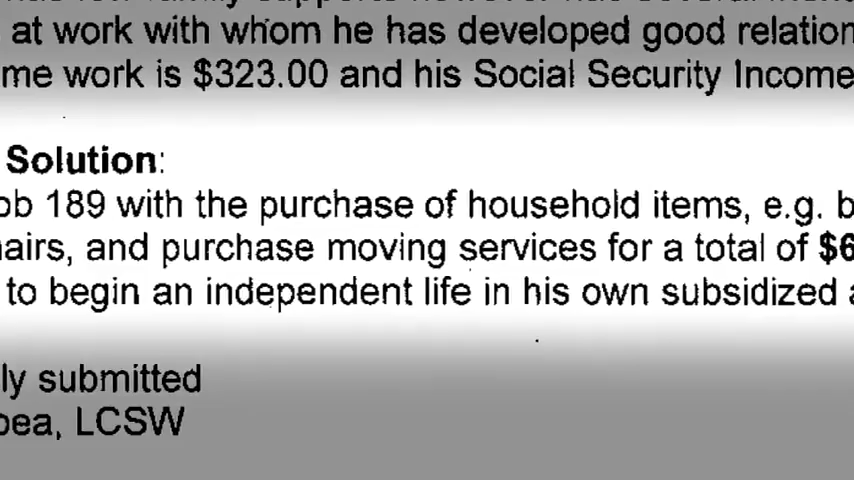 at work with whom he has developed good relation
me work is $323.00 and his Social Security Income
Solution:
ob 189 with the purchase of household items, e.g. b
airs, and purchase moving services for a total of $6
to begin an independent life in his own subsidized a
ly submitted
bea, LCSW